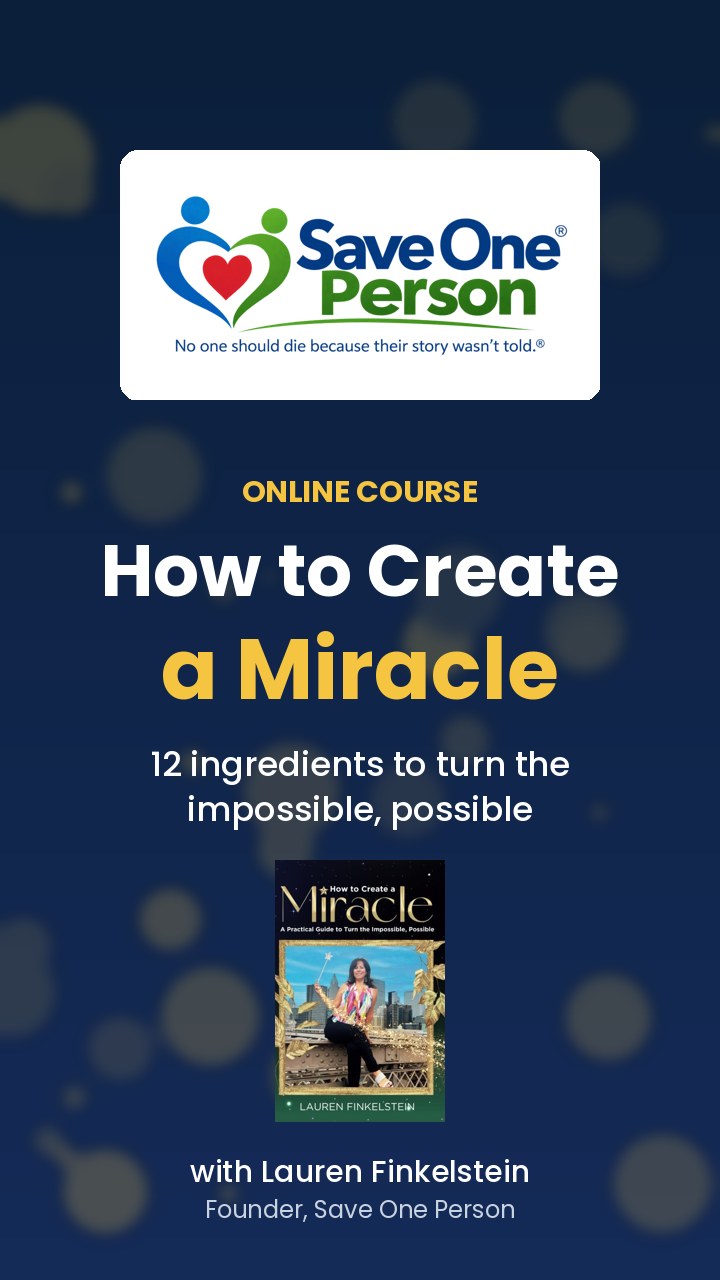 Save One®
Person
No one should die because their story wasn't told.®
ONLINE COURSE
How to Create
a Miracle
12 ingredients to turn the
impossible, possible
How to Create a
Miracle
A Practical Guide to Turn the Impossible, Possible
LAUREN FINKELSTEIN
with Lauren Finkelstein
Founder, Save One Person